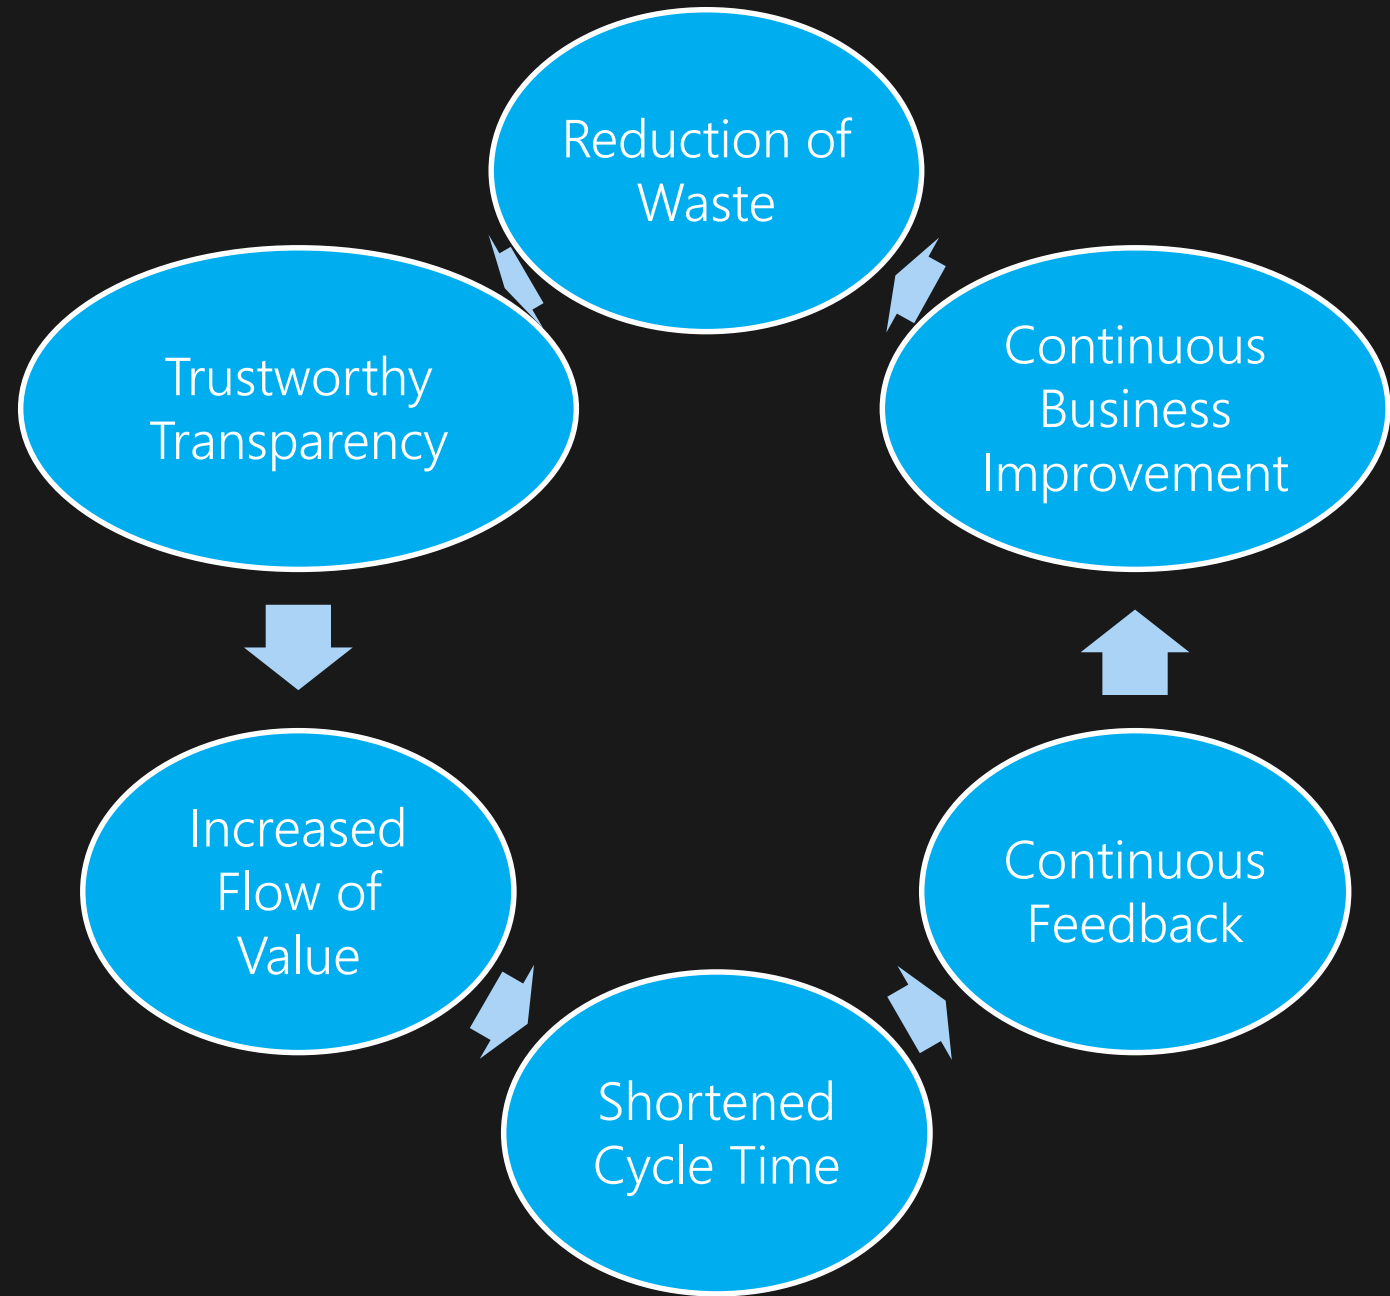 Reduction of
Waste
Trustworthy
Transparency
Continuous
Business
Improvement
Increased
Flow of
Value
Continuous
Feedback
Shortened
Cycle Time